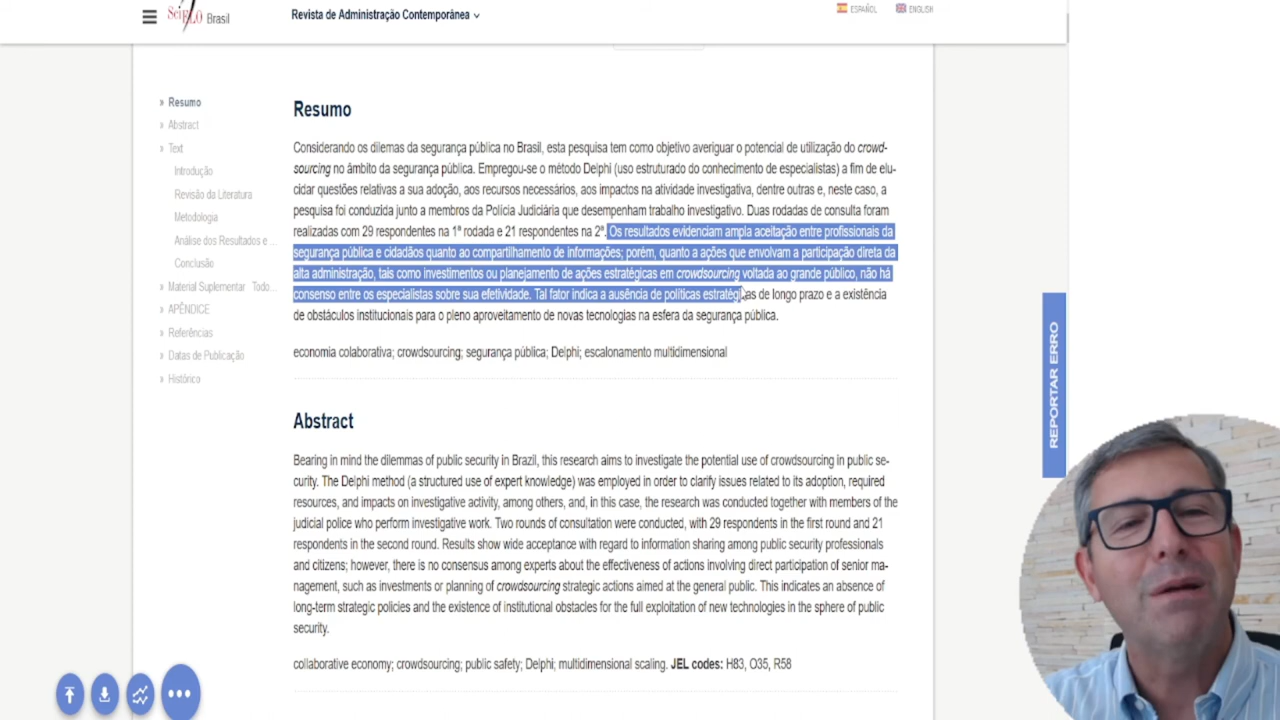 SciELO Brasil
Revista de Administração Contemporânea
ESPAÑOL
ENGLISH
» Resumo
» Abstract
» Text
Introdução
Revisão da Literatura
Metodologia
Análise dos Resultados e ...
Conclusão
» Material Suplementar Todo...
» APÊNDICE
» Referências
» Datas de Publicação
» Histórico
Resumo
Considerando os dilemas da segurança pública no Brasil, esta pesquisa tem como objetivo averiguar o potencial de utilização do crowd-
sourcing no âmbito da segurança pública. Empregou-se o método Delphi (uso estruturado do conhecimento de especialistas) a fim de elu-
cidar questões relativas a sua adoção, aos recursos necessários, aos impactos na atividade investigativa, dentre outras e, neste caso, a
pesquisa foi conduzida junto a membros da Polícia Judiciária que desempenham trabalho investigativo. Duas rodadas de consulta foram
realizadas com 29 respondentes na 1ª rodada e 21 respondentes na 2ª. Os resultados evidenciam ampla aceitação entre profissionais da
segurança pública e cidadãos quanto ao compartilhamento de informações; porém, quanto a ações que envolvam a participação direta da
alta administração, tais como investimentos ou planejamento de ações estratégicas em crowdsourcing voltada ao grande público, não há
consenso entre os especialistas sobre sua efetividade. Tal fator indica a ausência de políticas estratégicas de longo prazo e a existência
de obstáculos institucionais para o pleno aproveitamento de novas tecnologias na esfera da segurança pública.
economia colaborativa; crowdsourcing; segurança pública; Delphi; escalonamento multidimensional
Abstract
Bearing in mind the dilemmas of public security in Brazil, this research aims to investigate the potential use of crowdsourcing in public se-
curity. The Delphi method (a structured use of expert knowledge) was employed in order to clarify issues related to its adoption, required
resources, and impacts on investigative activity, among others, and, in this case, the research was conducted together with members of the
judicial police who perform investigative work. Two rounds of consultation were conducted, with 29 respondents in the first round and 21
respondents in the second round. Results show wide acceptance with regard to information sharing among public security professionals
and citizens; however, there is no consensus among experts about the effectiveness of actions involving direct participation of senior ma-
nagement, such as investments or planning of crowdsourcing strategic actions aimed at the general public. This indicates an absence of
long-term strategic policies and the existence of institutional obstacles for the full exploitation of new technologies in the sphere of public
security.
collaborative economy; crowdsourcing; public safety; Delphi; multidimensional scaling. JEL codes: H83, O35, R58
REPORTAR ERRO